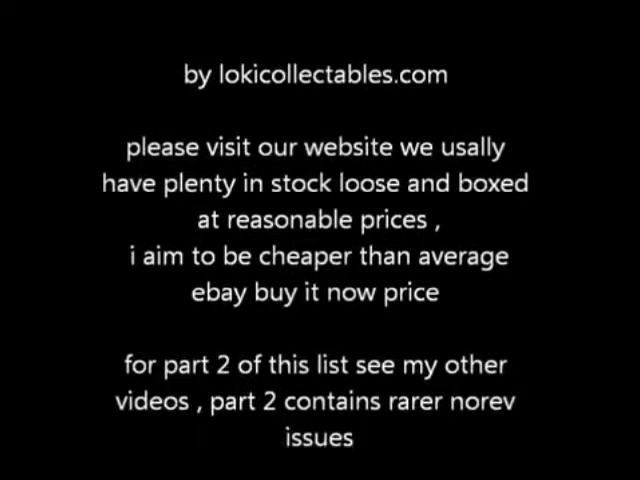 by lokicollectables.com
please visit our website we usally
have plenty in stock loose and boxed
at reasonable prices ,
i aim to be cheaper than average
ebay buy it now price
for part 2 of this list see my other
videos , part 2 contains rarer norev
issues